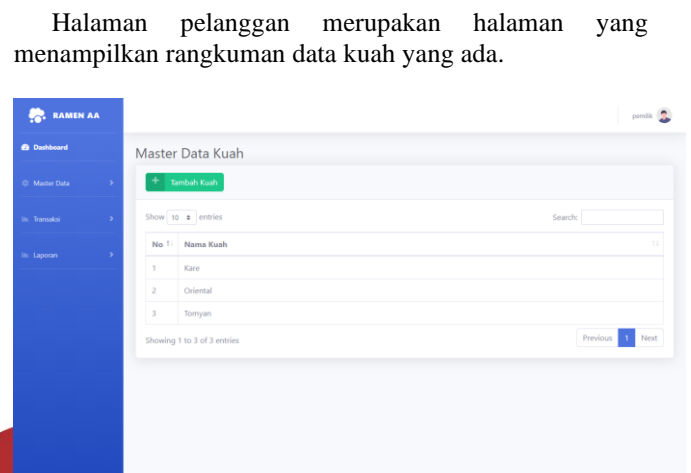 Halaman pelanggan merupakan halaman yang
menampilkan rangkuman data kuah yang ada.
RAMEN AA
pemilik
Dashboard
Master Data Kuah
+ Tambah Kuah
Master Data
Show 10 entries
Search:
Transaksi
No Nama Kuah
Laporan
1 Kare
2 Oriental
3 Tomyan
Showing 1 to 3 of 3 entries
Previous 1 Next